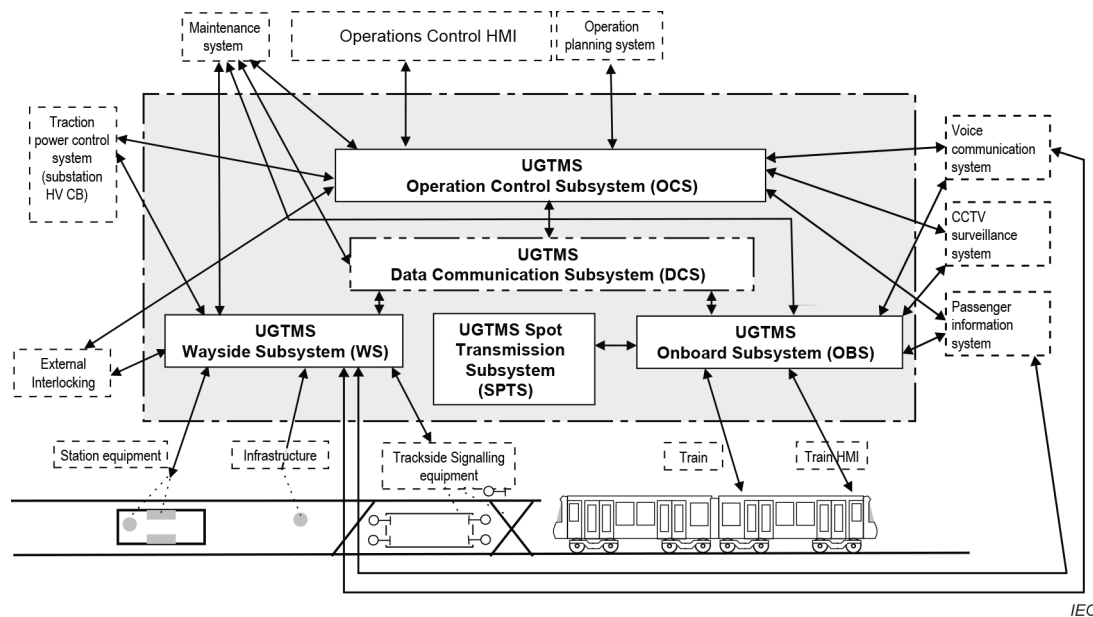 Maintenance
system
Operations Control HMI
Operation
planning system
Traction
power control
system
(substation
HV CB)
Voice
communication
system
UGTMS
Operation Control Subsystem (OCS)
CCTV
surveillance
system
UGTMS
Data Communication Subsystem (DCS)
Passenger
information
system
UGTMS
Wayside Subsystem (WS)
UGTMS Spot
Transmission
Subsystem
(SPTS)
UGTMS
Onboard Subsystem (OBS)
External
Interlocking
Station equipment
Infrastructure
Trackside Signalling
equipment
Train
Train HMI
IEC